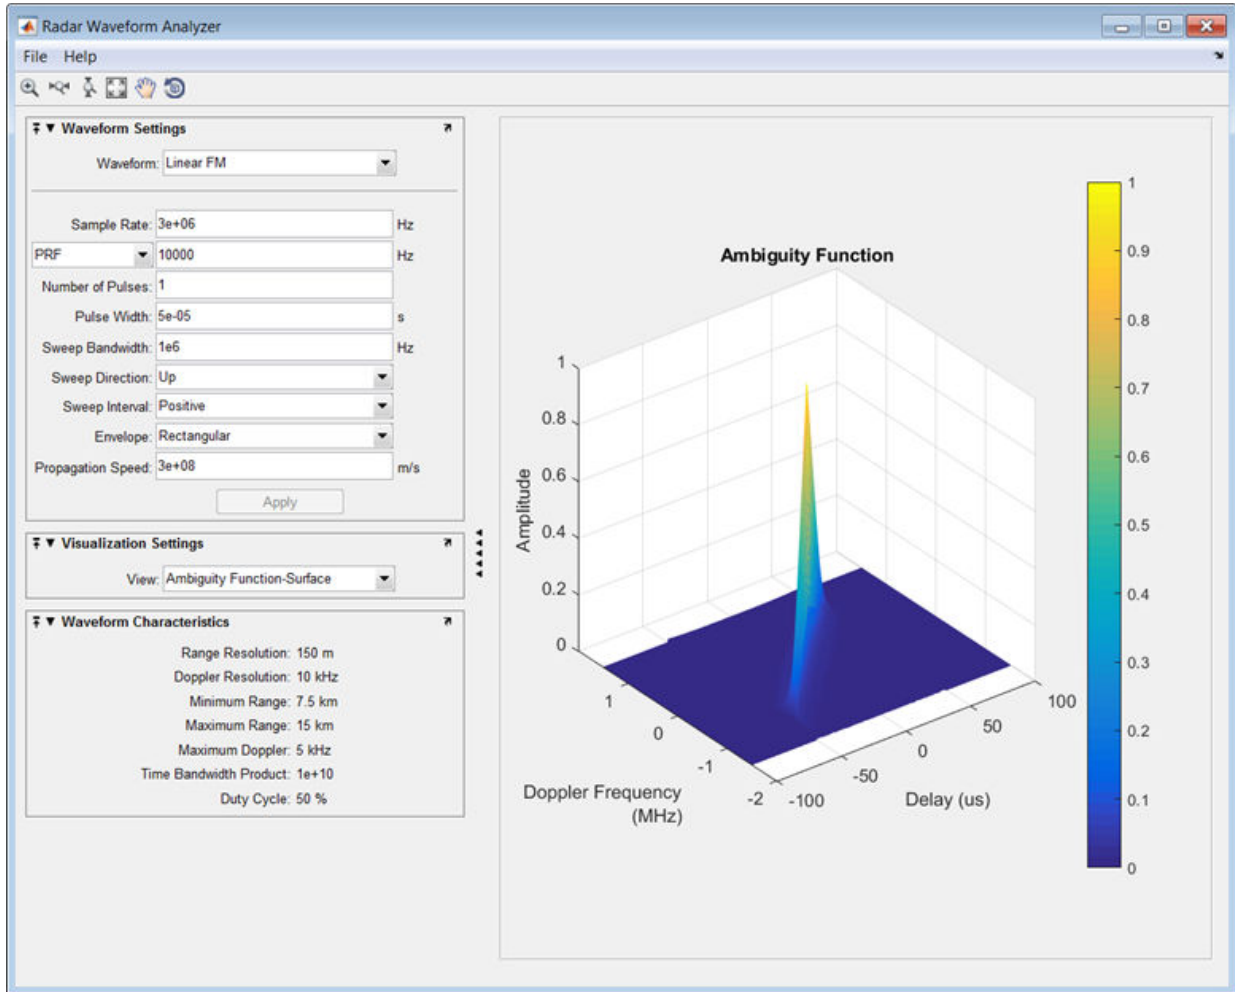 Radar Waveform Analyzer
File Help
Waveform Settings
Waveform: Linear FM
Sample Rate: 3e+06 Hz
PRF 10000 Hz
Number of Pulses: 1
Pulse Width: 5e-05 s
Sweep Bandwidth: 1e6 Hz
Sweep Direction: Up
Sweep Interval: Positive
Envelope: Rectangular
Propagation Speed: 3e+08 m/s
Apply
Visualization Settings
View: Ambiguity Function-Surface
Waveform Characteristics
Range Resolution: 150 m
Doppler Resolution: 10 kHz
Minimum Range: 7.5 km
Maximum Range: 15 km
Maximum Doppler: 5 kHz
Time Bandwidth Product: 1e+10
Duty Cycle: 50 %
Ambiguity Function
Amplitude
1
0.8
0.6
0.4
0.2
0
1
0
-1
-2
Doppler Frequency
(MHz)
-100
-50
0
50
100
Delay (us)
1
0.9
0.8
0.7
0.6
0.5
0.4
0.3
0.2
0.1
0